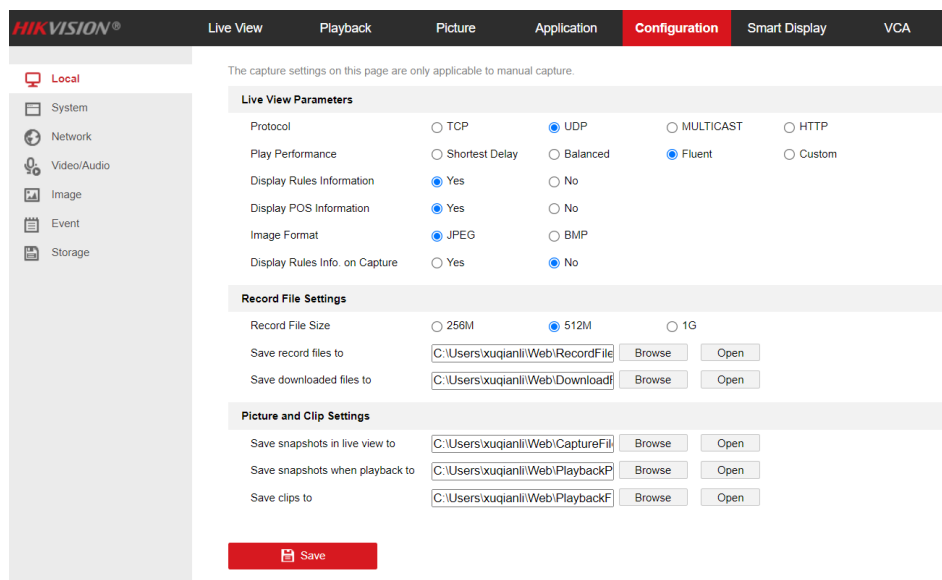 HIKVISION® Live View Playback Picture Application Configuration Smart Display VCA
Local
System
Network
Video/Audio
Image
Event
Storage
The capture settings on this page are only applicable to manual capture.
Live View Parameters
Protocol TCP UDP MULTICAST HTTP
Play Performance Shortest Delay Balanced Fluent Custom
Display Rules Information Yes No
Display POS Information Yes No
Image Format JPEG BMP
Display Rules Info. on Capture Yes No
Record File Settings
Record File Size 256M 512M 1G
Save record files to C:\Users\xuqianli\Web\RecordFile Browse Open
Save downloaded files to C:\Users\xuqianli\Web\DownloadF Browse Open
Picture and Clip Settings
Save snapshots in live view to C:\Users\xuqianli\Web\CaptureFil Browse Open
Save snapshots when playback to C:\Users\xuqianli\Web\PlaybackP Browse Open
Save clips to C:\Users\xuqianli\Web\PlaybackF Browse Open
Save